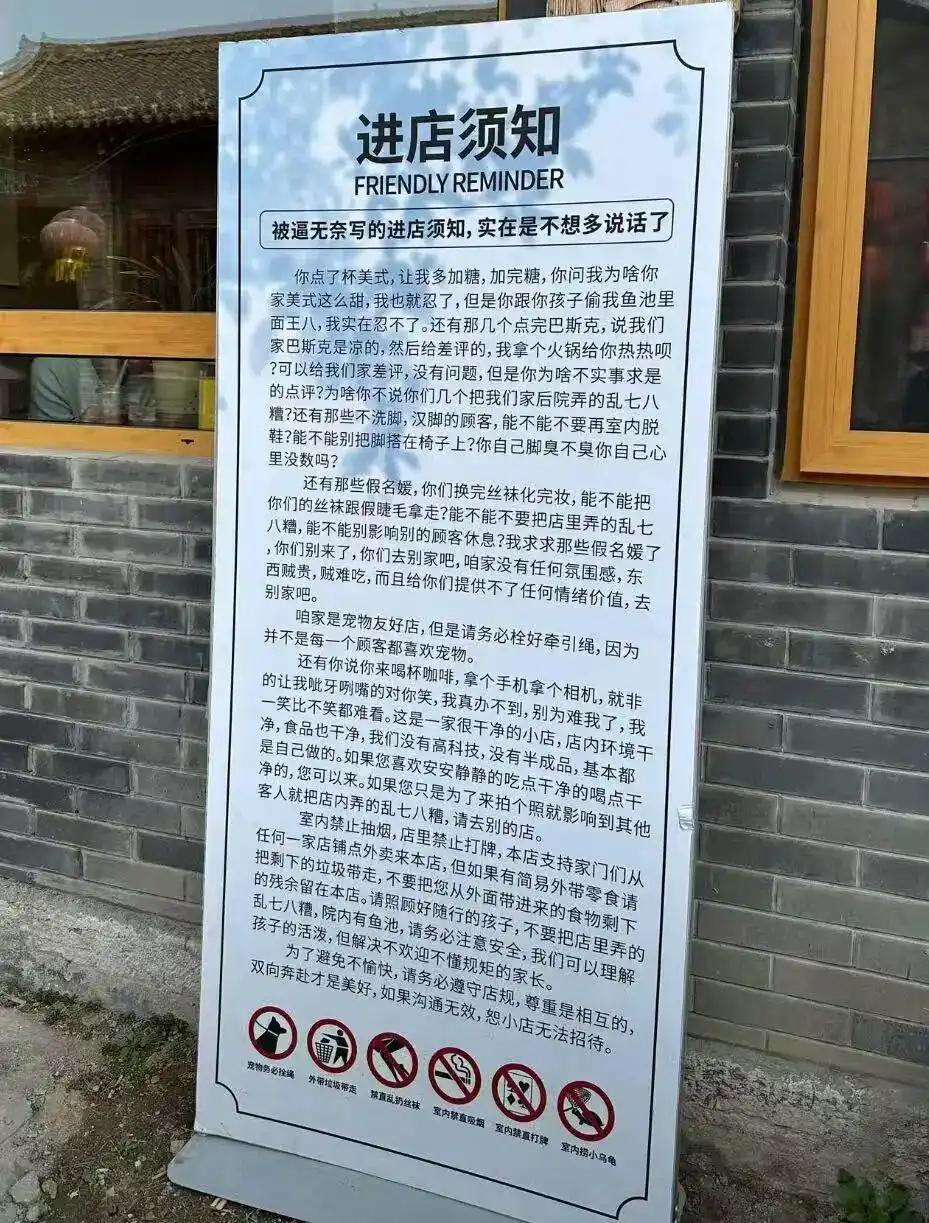 进店须知
FRIENDLY REMINDER
被逼无奈写的进店须知，实在是不想多说话了
你点了杯美式，让我多加糖，加完糖，你问我为啥你
家美式这么甜，我也就忍了，但是你跟你孩子偷我鱼池里
面王八，我实在忍不了。还有那几个点完巴斯克，说我们
家巴斯克是凉的，然后给差评的，我拿个火锅给你热热呗
?可以给我们家差评，没有问题，但是你为啥不实事求是
的点评?为啥你不说你们几个把我们家后院弄的乱七八
糟?还有那些不洗脚，汉脚的顾客，能不能不要再室内脱
鞋?能不能别把脚搭在椅子上?你自己脚臭不臭你自己心
里没数吗?
还有那些假名媛，你们换完丝袜化完妆，能不能把
你们的丝袜跟假睫毛拿走?能不能不要把店里弄的乱七
八糟，能不能别影响别的顾客休息?我求求那些假名媛了
，你们别来了，你们去别家吧，咱家没有任何氛围感，东
西贼贵，贼难吃，而且给你们提供不了任何情绪价值，去
别家吧。
咱家是宠物友好店，但是请务必栓好牵引绳，因为
并不是每一个顾客都喜欢宠物。
还有你说你来喝杯咖啡，拿个手机拿个相机，就非
的让我呲牙咧嘴的对你笑，我真办不到，别为难我了，我
一笑比不笑都难看。这是一家很干净的小店，店内环境干
净，食品也干净，我们没有高科技，没有半成品，基本都
是自己做的。如果您喜欢安安静静的吃点干净的喝点干
净的，您可以来。如果您只是为了来拍个照就影响到其他
客人就把店内弄的乱七八糟，请去别的店。
室内禁止抽烟，店里禁止打牌，本店支持家门们从
任何一家店铺点外卖来本店，但如果有简易外带零食请
把剩下的垃圾带走，不要把您从外面带进来的食物剩下
的残余留在本店。请照顾好随行的孩子，不要把店里弄的
乱七八糟，院内有鱼池，请务必注意安全，我们可以理解
孩子的活泼，但解决不欢迎不懂规矩的家长。
为了避免不愉快，请务必遵守店规，尊重是相互的，
双向奔赴才是美好，如果沟通无效，恕小店无法招待。
宠物务必拴绳
外带垃圾带走
禁直乱扔丝袜
室内禁直吸烟
室内禁直打牌
室内捞小乌龟